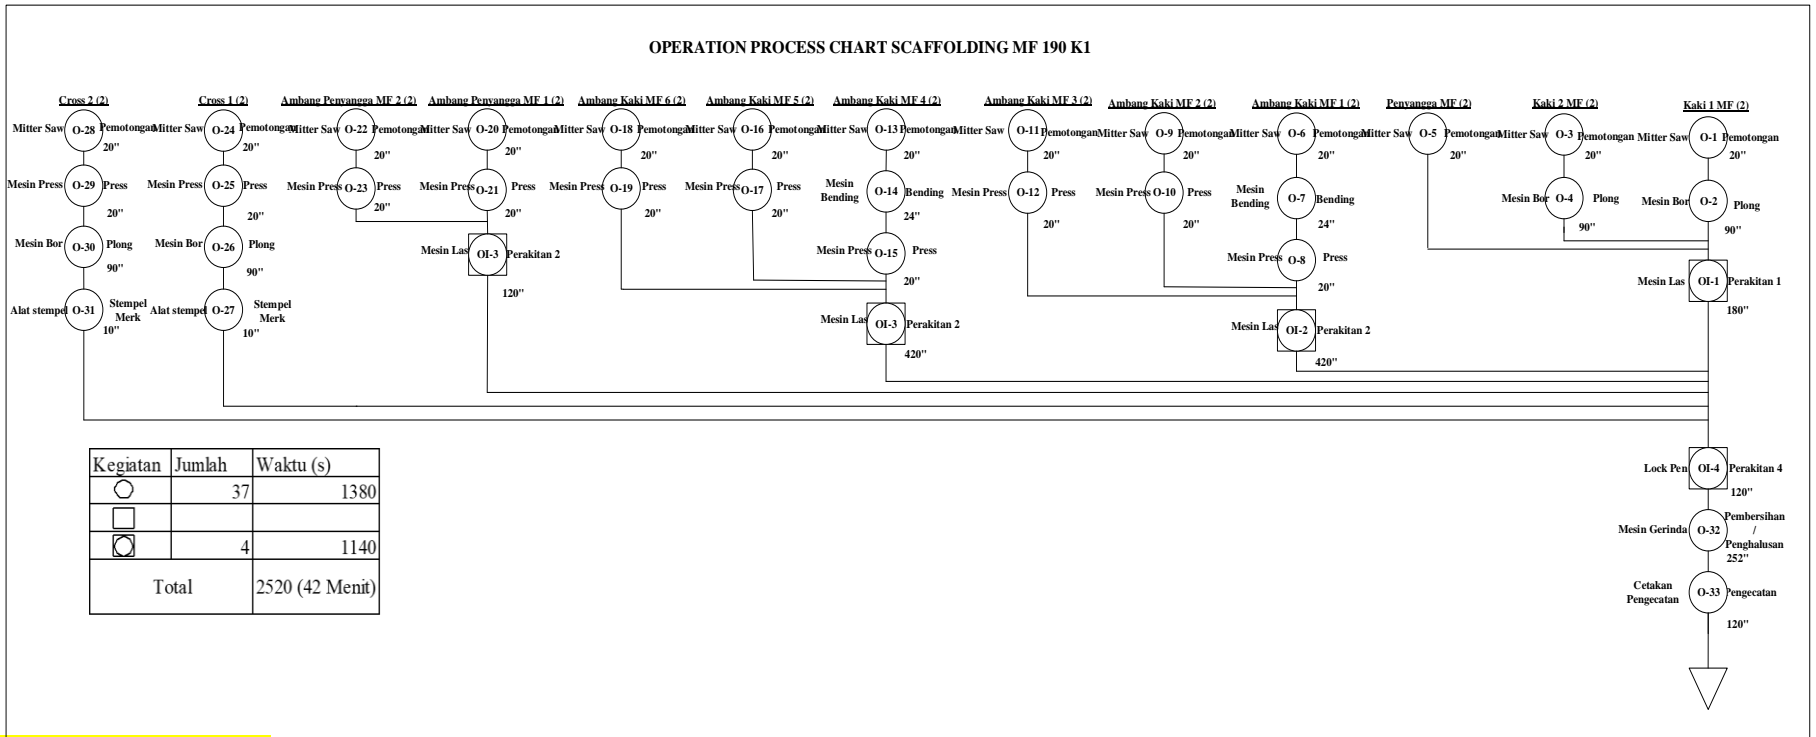 OPERATION PROCESS CHART SCAFFOLDING MF 190 K1
Cross 2 (2)
Mitter Saw O-28 Pemotongan
20"
Mesin Press O-29 Press
20"
Mesin Bor O-30 Plong
90"
Alat stempel O-31 Stempel
Merk
10"
Cross 1 (2)
Mitter Saw O-24 Pemotongan
20"
Mesin Press O-25 Press
20"
Mesin Bor O-26 Plong
90"
Alat stempel O-27 Stempel
Merk
10"
Ambang Penyangga MF 2 (2)
Mitter Saw O-22 Pemotongan
20"
Mesin Press O-23 Press
20"
Ambang Penyangga MF 1 (2)
Mitter Saw O-20 Pemotongan
20"
Mesin Press O-21 Press
20"
Mesin Las OI-3 Perakitan 2
120"
Ambang Kaki MF 6 (2)
Mitter Saw O-18 Pemotongan
20"
Mesin Press O-19 Press
20"
Ambang Kaki MF 5 (2)
Mitter Saw O-16 Pemotongan
20"
Mesin Press O-17 Press
20"
Ambang Kaki MF 4 (2)
Mitter Saw O-13 Pemotongan
20"
Mesin
Bending O-14 Bending
24"
Mesin Press O-15 Press
20"
Mesin Las OI-3 Perakitan 2
420"
Ambang Kaki MF 3 (2)
Mitter Saw O-11 Pemotongan
20"
Mesin Press O-12 Press
20"
Ambang Kaki MF 2 (2)
Mitter Saw O-9 Pemotongan
20"
Mesin Press O-10 Press
20"
Ambang Kaki MF 1 (2)
Mitter Saw O-6 Pemotongan
20"
Mesin
Bending O-7 Bending
24"
Mesin Press O-8 Press
20"
Mesin Las OI-2 Perakitan 2
420"
Penyangga MF (2)
Mitter Saw O-5 Pemotongan
20"
Kaki 2 MF (2)
Mitter Saw O-3 Pemotongan
20"
Mesin Bor O-4 Plong
90"
Kaki 1 MF (2)
Mitter Saw O-1 Pemotongan
20"
Mesin Bor O-2 Plong
90"
Mesin Las OI-1 Perakitan 1
180"
Lock Pen OI-4 Perakitan 4
120"
Mesin Gerinda O-32 Pembersihan
/
Penghalusan
252"
Cetakan
Pengecatan O-33 Pengecatan
120"
Kegiatan Jumlah Waktu (s)
37 1380
4 1140
Total 2520 (42 Menit)